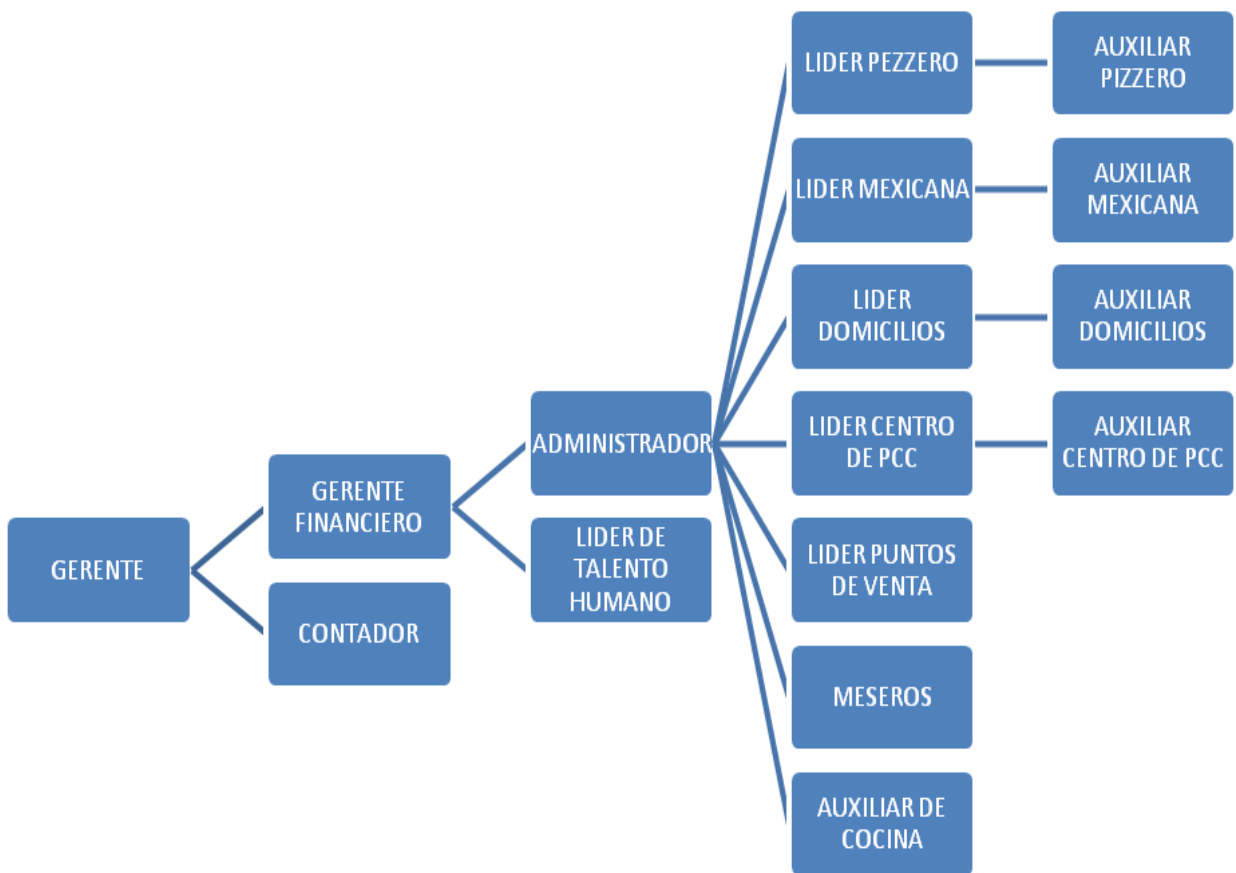 LIDER PEZZERO
AUXILIAR
PIZZERO
LIDER MEXICANA
AUXILIAR
MEXICANA
LIDER
DOMICILIOS
AUXILIAR
DOMICILIOS
ADMINISTRADOR
LIDER CENTRO
DE PCC
AUXILIAR
CENTRO DE PCC
GERENTE
FINANCIERO
GERENTE
LIDER DE
TALENTO
HUMANO
LIDER PUNTOS
DE VENTA
CONTADOR
MESEROS
AUXILIAR DE
COCINA